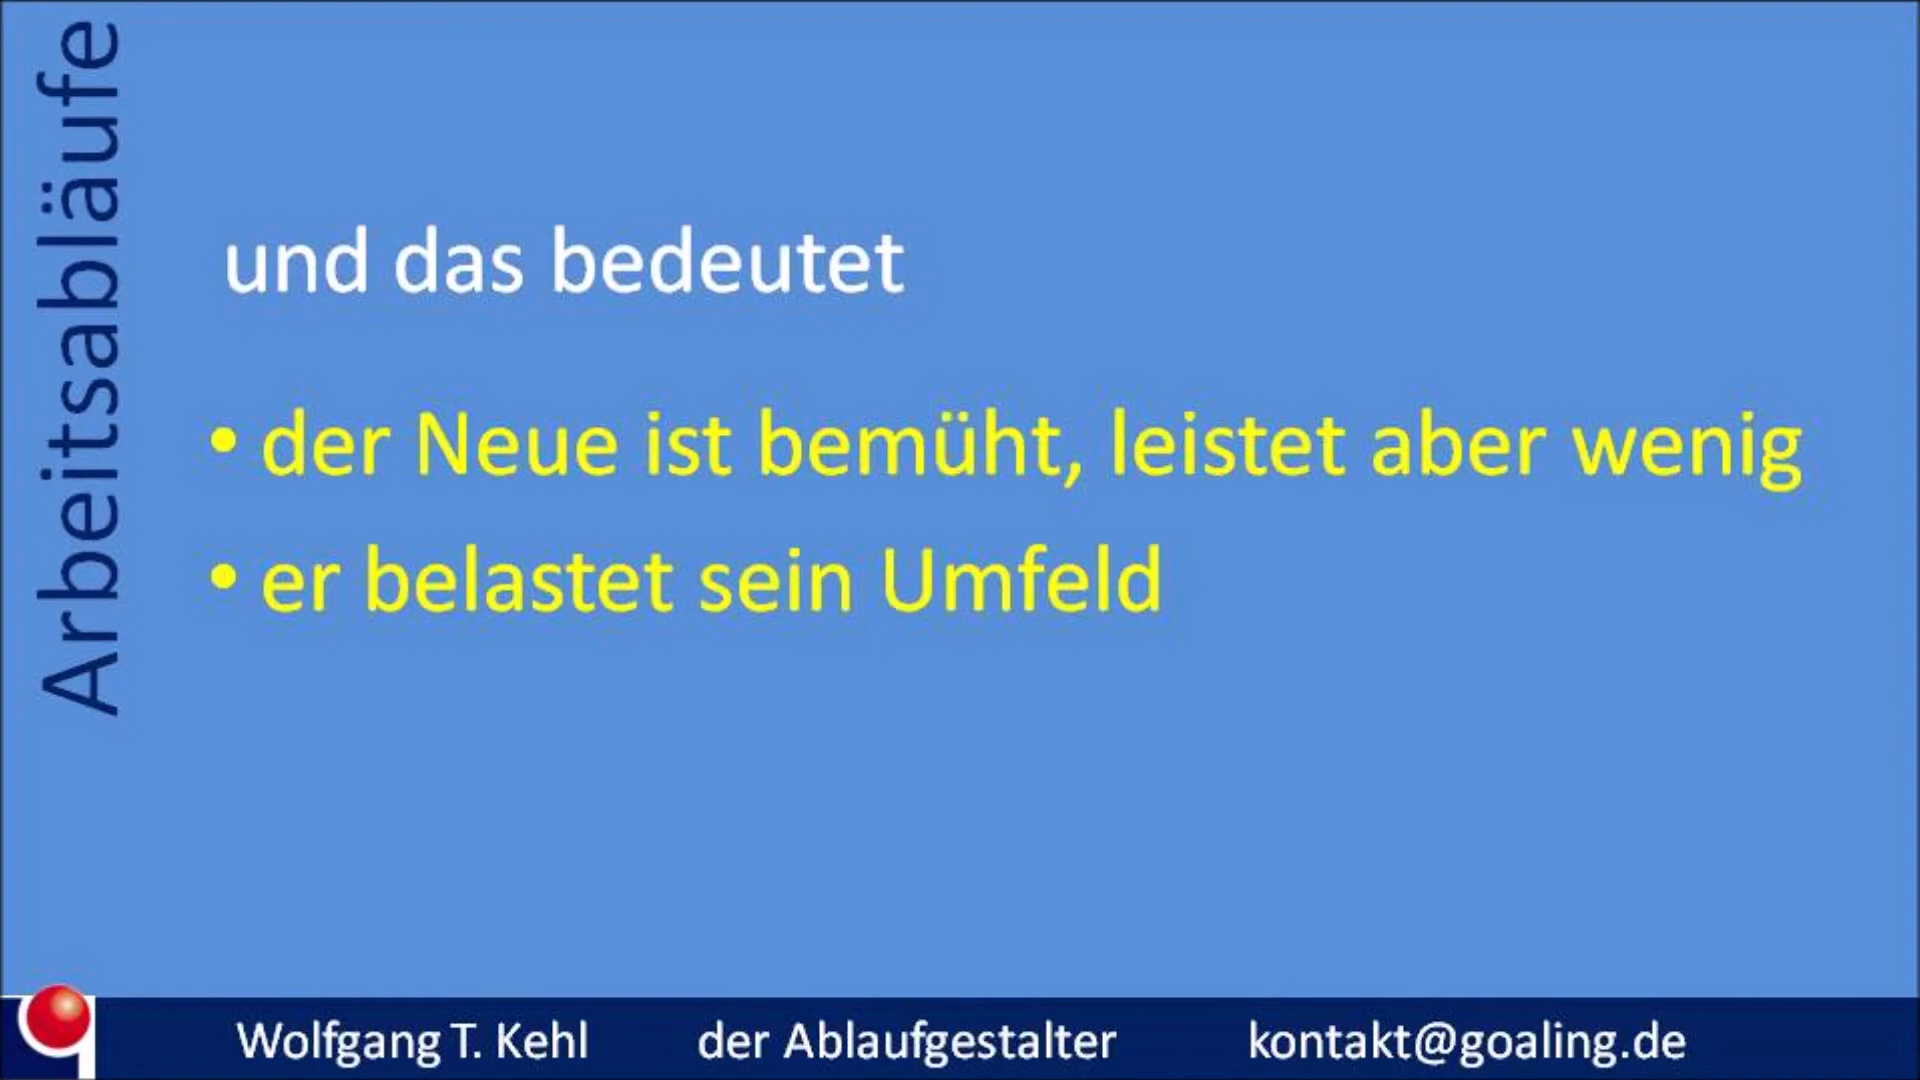 Arbeitsabläufe
und das bedeutet
• der Neue ist bemüht, leistet aber wenig
• er belastet sein Umfeld
Wolfgang T. Kehl der Ablaufgestalter kontakt@goaling.de